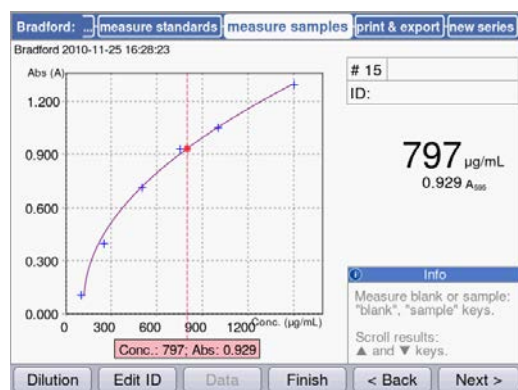 Bradford: ... measure standards measure samples print & export new series
Bradford 2010-11-25 16:28:23
Abs (A)
1.200
0.900
0.600
0.300
0.000
0 300 600 900 1200 Conc. (µg/mL)
Conc.: 797; Abs: 0.929
# 15
ID:
797 µg/mL
0.929 A595
Info
Measure blank or sample:
"blank", "sample" keys.
Scroll results:
▲ and ▼ keys.
Dilution Edit ID Data Finish < Back Next >